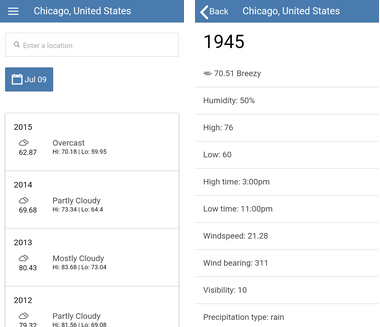 Chicago, United States
Enter a location
Jul 09
2015
Overcast
62.87
Hi: 70.18 | Lo: 59.95
2014
Partly Cloudy
69.68
Hi: 73.34 | Lo: 64.4
2013
Mostly Cloudy
80.43
Hi: 83.68 | Lo: 73.04
2012
Partly Cloudy
79.32
Hi: 81.56 | Lo: 69.08
Back
Chicago, United States
1945
70.51 Breezy
Humidity: 50%
High: 76
Low: 60
High time: 3:00pm
Low time: 11:00pm
Windspeed: 21.28
Wind bearing: 311
Visibility: 10
Precipitation type: rain